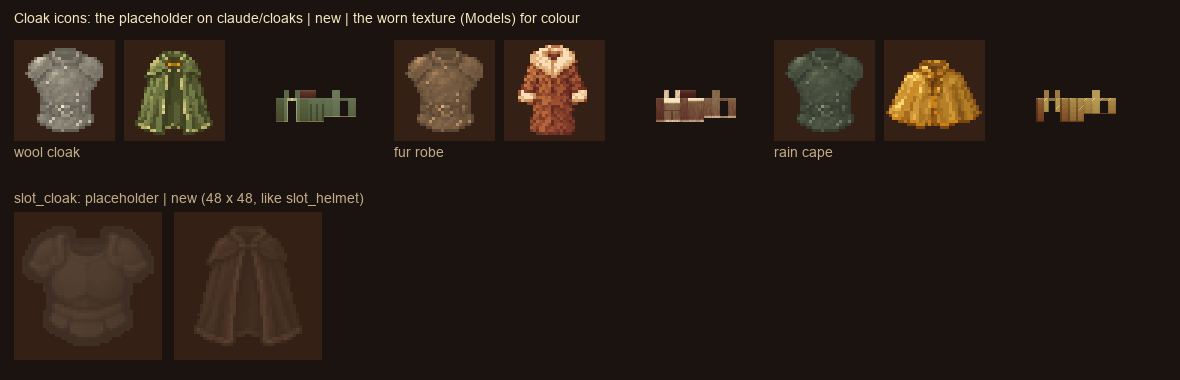 Cloak icons: the placeholder on claude/cloaks | new | the worn texture (Models) for colour
wool cloak
fur robe
rain cape
slot_cloak: placeholder | new (48 x 48, like slot_helmet)